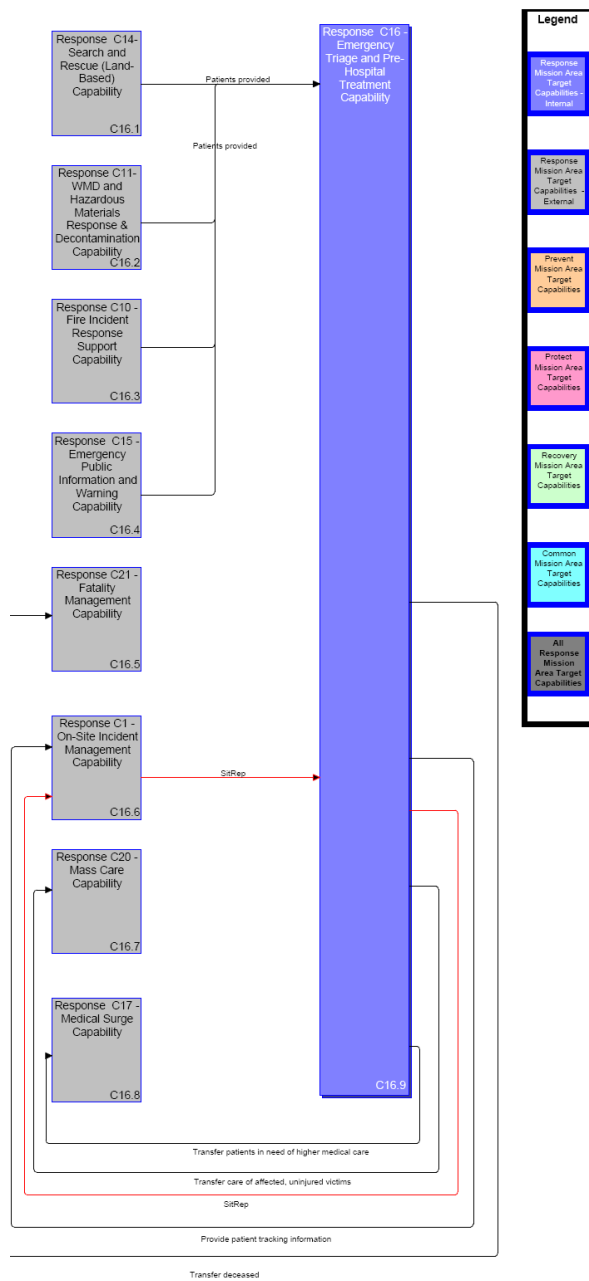 Response  C14-
Search and
Rescue (Land-
Based)
Capability
C16.1
Patients provided
Patients provided
Response  C16 -
Emergency
Triage and Pre-
Hospital
Treatment
Capability
Response C11-
WMD and
Hazardous
Materials
Response &
Decontamination
Capability
C16.2
Response C10 -
Fire Incident
Response
Support
Capability
C16.3
Response  C15 -
Emergency
Public
Information and
Warning
Capability
C16.4
Response C21 -
Fatality
Management
Capability
C16.5
Response C1 -
On-Site Incident
Management
Capability
C16.6
SitRep
Response C20 -
Mass Care
Capability
C16.7
Response  C17 -
Medical Surge
Capability
C16.8
C16.9
Transfer patients in need of higher medical care
Transfer care of affected, uninjured victims
SitRep
Provide patient tracking information
Transfer deceased
Legend
Response
Mission Area
Target
Capabilities -
Internal
Response
Mission Area
Target
Capabilities  -
External
Prevent
Mission Area
Target
Capabilities
Protect
Mission Area
Target
Capabilities
Recovery
Mission Area
Target
Capabilities
Common
Mission Area
Target
Capabilities
All
Response
Mission
Area Target
Capabilities